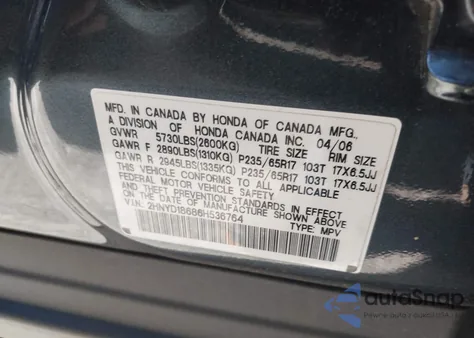 MFD. IN CANADA BY HONDA OF CANADA MFG.,
A DIVISION OF HONDA CANADA INC. 04/06
GVWR 5730LBS(2600KG) TIRE SIZE RIM SIZE
GAWR F 2890LBS(1310KG) P235/65R17 103T 17X6.5JJ
GAWR R 2945LBS(1335KG) P235/65R17 103T 17X6.5JJ
THIS VEHICLE CONFORMS TO ALL APPLICABLE
FEDERAL MOTOR VEHICLE SAFETY STANDARDS
IN EFFECT ON THE DATE OF MANUFACTURE SHOWN ABOVE
V.I.N.: 2HNYD18686H538764 TYPE: MPV
autoSnap